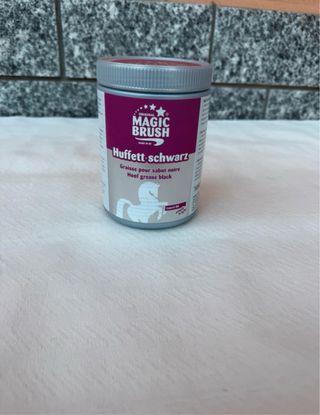 ORIGINAL
MAGIC
BRUSH
Huffett schwarz
Graisse pour sabot noire
Hoof grease black